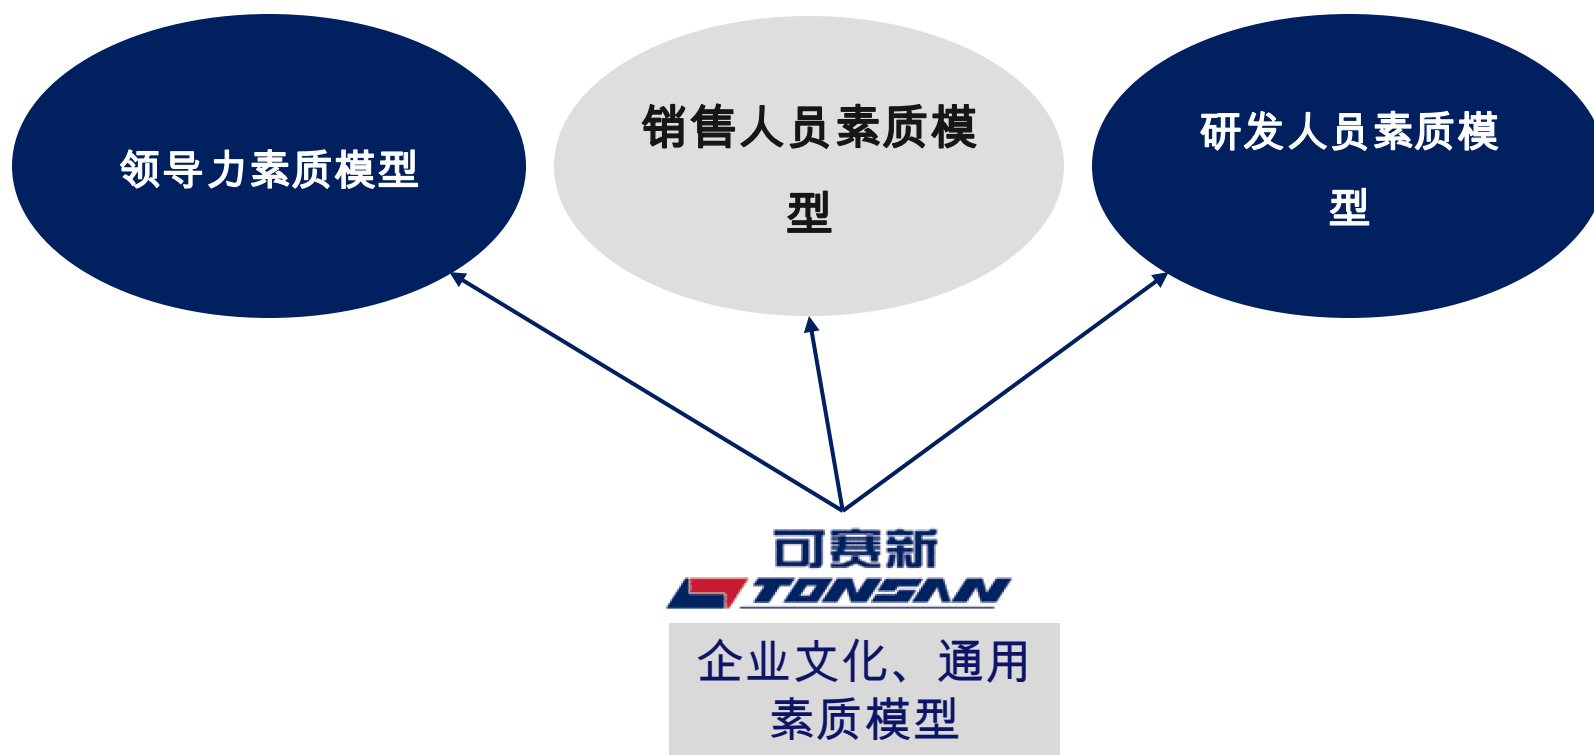 领导力素质模型
销售人员素质模
型
研发人员素质模
型
可赛新
TONSAN
企业文化、通用
素质模型